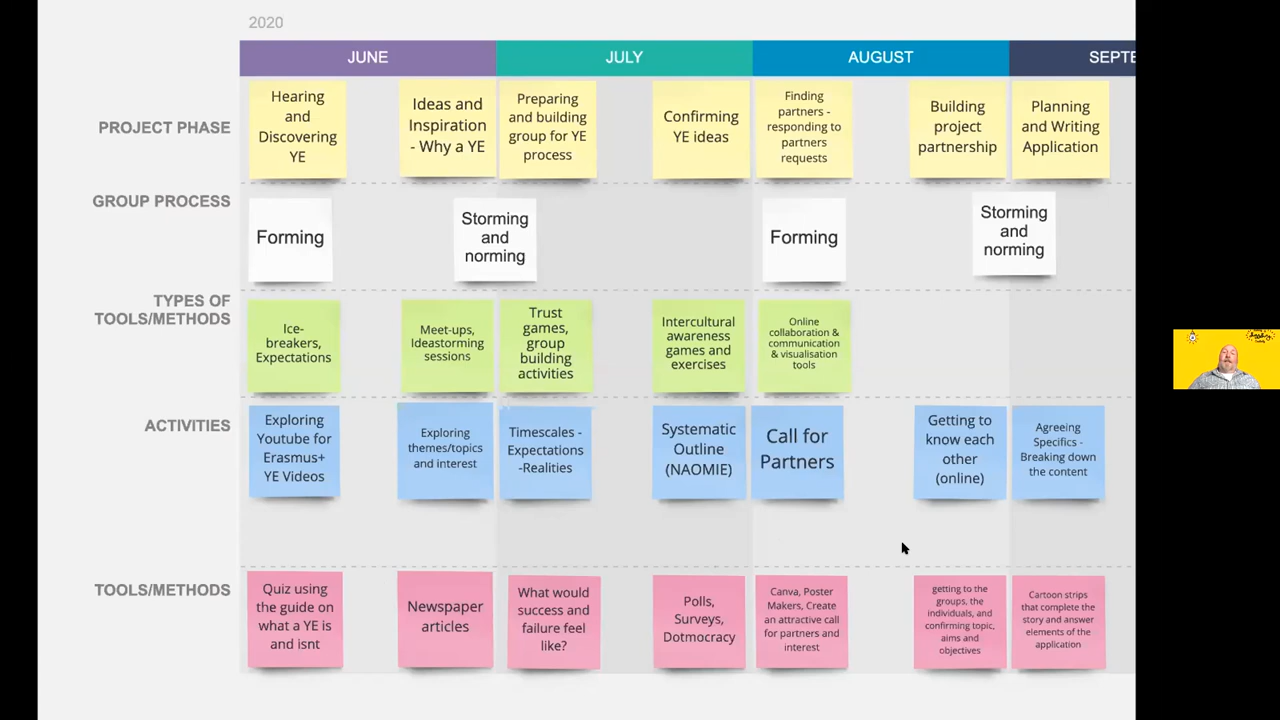 2020
JUNE
JULY
AUGUST
SEPTE
PROJECT PHASE
Hearing
and
Discovering
YE
Ideas and
Inspiration
- Why a YE
Preparing
and building
group for YE
process
Confirming
YE ideas
Finding
partners -
responding to
partners
requests
Building
project
partnership
Planning
and Writing
Application
GROUP PROCESS
Forming
Storming
and
norming
Forming
Storming
and
norming
TYPES OF
TOOLS/METHODS
Ice-
breakers,
Expectations
Meet-ups,
Ideastorming
sessions
Trust
games,
group
building
activities
Intercultural
awareness
games and
exercises
Online
collaboration &
communication
& visualisation
tools
ACTIVITIES
Exploring
Youtube for
Erasmus+
YE Videos
Exploring
themes/topics
and interest
Timescales -
Expectations
-Realities
Systematic
Outline
(NAOMIE)
Call for
Partners
Getting to
know each
other
(online)
Agreeing
Specifics -
Breaking down
the content
TOOLS/METHODS
Quiz using
the guide on
what a YE is
and isnt
Newspaper
articles
What would
success and
failure feel
like?
Polls,
Surveys,
Dotmocracy
Canva, Poster
Makers, Create
an attractive call
for partners and
interest
getting to the
groups, the
individuals, and
confirming topic,
aims and
objectives
Cartoon strips
that complete the
story and answer
elements of the
application